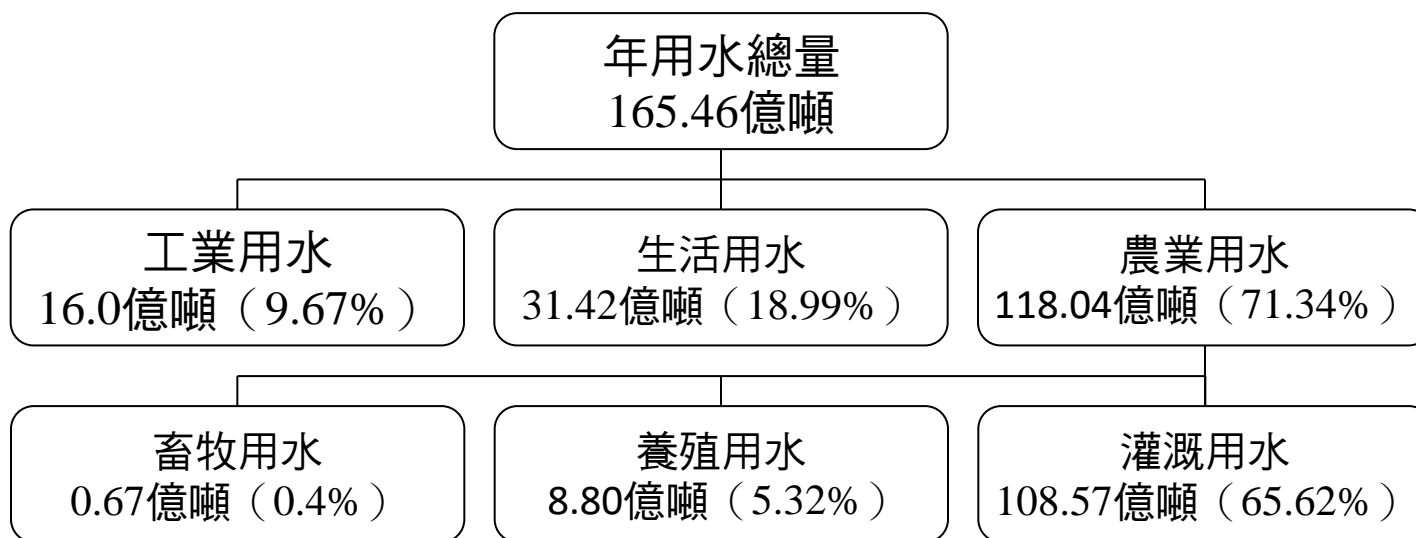 年用水總量
165.46億噸
工業用水
16.0億噸（9.67%）
生活用水
31.42億噸（18.99%）
農業用水
118.04億噸（71.34%）
畜牧用水
0.67億噸（0.4%）
養殖用水
8.80億噸（5.32%）
灌溉用水
108.57億噸（65.62%）